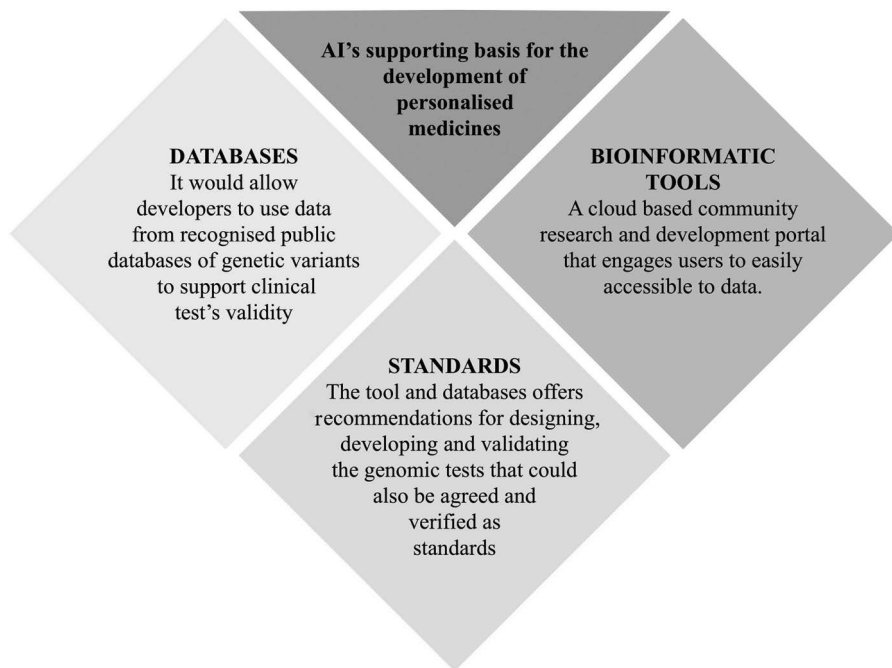 AI’s supporting basis for the
development of
personalised
medicines
DATABASES
It would allow
developers to use data
from recognised public
databases of genetic variants
to support clinical
test’s validity
BIOINFORMATIC
TOOLS
A cloud based community
research and development portal
that engages users to easily
accessible to data.
STANDARDS
The tool and databases offers
recommendations for designing,
developing and validating
the genomic tests that could
also be agreed and
verified as
standards